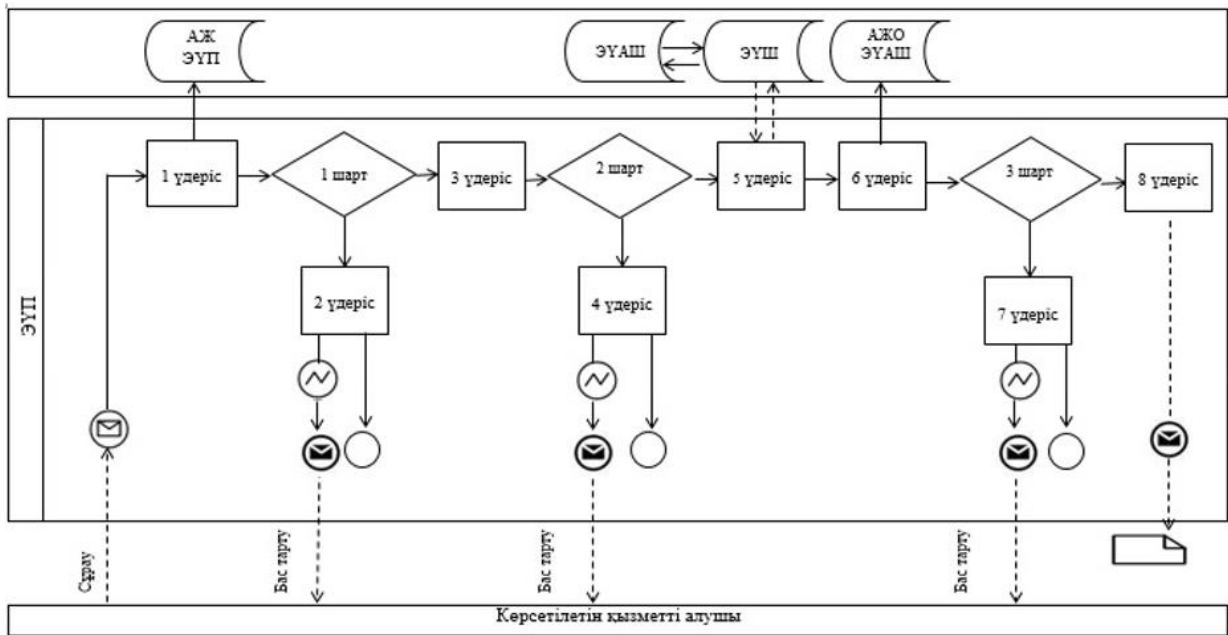 АЖ
ЭҮП
ЭҮАШ
ЭҮШ
АЖО
ЭҮАШ
ЭҮП
1 үдеріс
1 шарт
3 үдеріс
2 шарт
5 үдеріс
6 үдеріс
3 шарт
8 үдеріс
2 үдеріс
4 үдеріс
7 үдеріс
Сұрау
Бас тарту
Бас тарту
Бас тарту
Көрсетілетін қызметті алушы